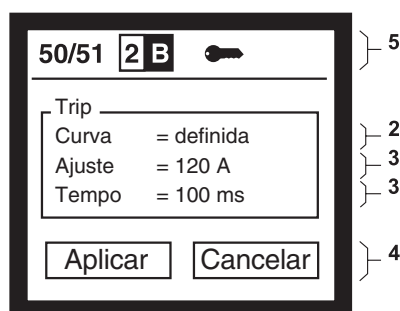 50/51 2 B 5
Trip
Curva = definida 2
Ajuste = 120 A 3
Tempo = 100 ms 3
Aplicar Cancelar 4